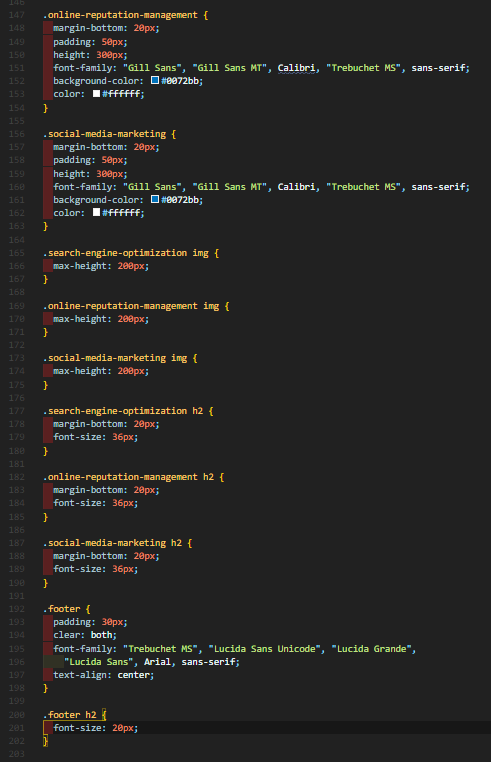 146
147 .online-reputation-management {
148 margin-bottom: 20px;
149 padding: 50px;
150 height: 300px;
151 font-family: "Gill Sans", "Gill Sans MT", Calibri, "Trebuchet MS", sans-serif;
152 background-color: #0072bb;
153 color: #ffffff;
154 }
155
156 .social-media-marketing {
157 margin-bottom: 20px;
158 padding: 50px;
159 height: 300px;
160 font-family: "Gill Sans", "Gill Sans MT", Calibri, "Trebuchet MS", sans-serif;
161 background-color: #0072bb;
162 color: #ffffff;
163 }
164
165 .search-engine-optimization img {
166 max-height: 200px;
167 }
168
169 .online-reputation-management img {
170 max-height: 200px;
171 }
172
173 .social-media-marketing img {
174 max-height: 200px;
175 }
176
177 .search-engine-optimization h2 {
178 margin-bottom: 20px;
179 font-size: 36px;
180 }
181
182 .online-reputation-management h2 {
183 margin-bottom: 20px;
184 font-size: 36px;
185 }
186
187 .social-media-marketing h2 {
188 margin-bottom: 20px;
189 font-size: 36px;
190 }
191
192 .footer {
193 padding: 30px;
194 clear: both;
195 font-family: "Trebuchet MS", "Lucida Sans Unicode", "Lucida Grande",
196 "Lucida Sans", Arial, sans-serif;
197 text-align: center;
198 }
199
200 .footer h2 {
201 font-size: 20px;
202 }
203